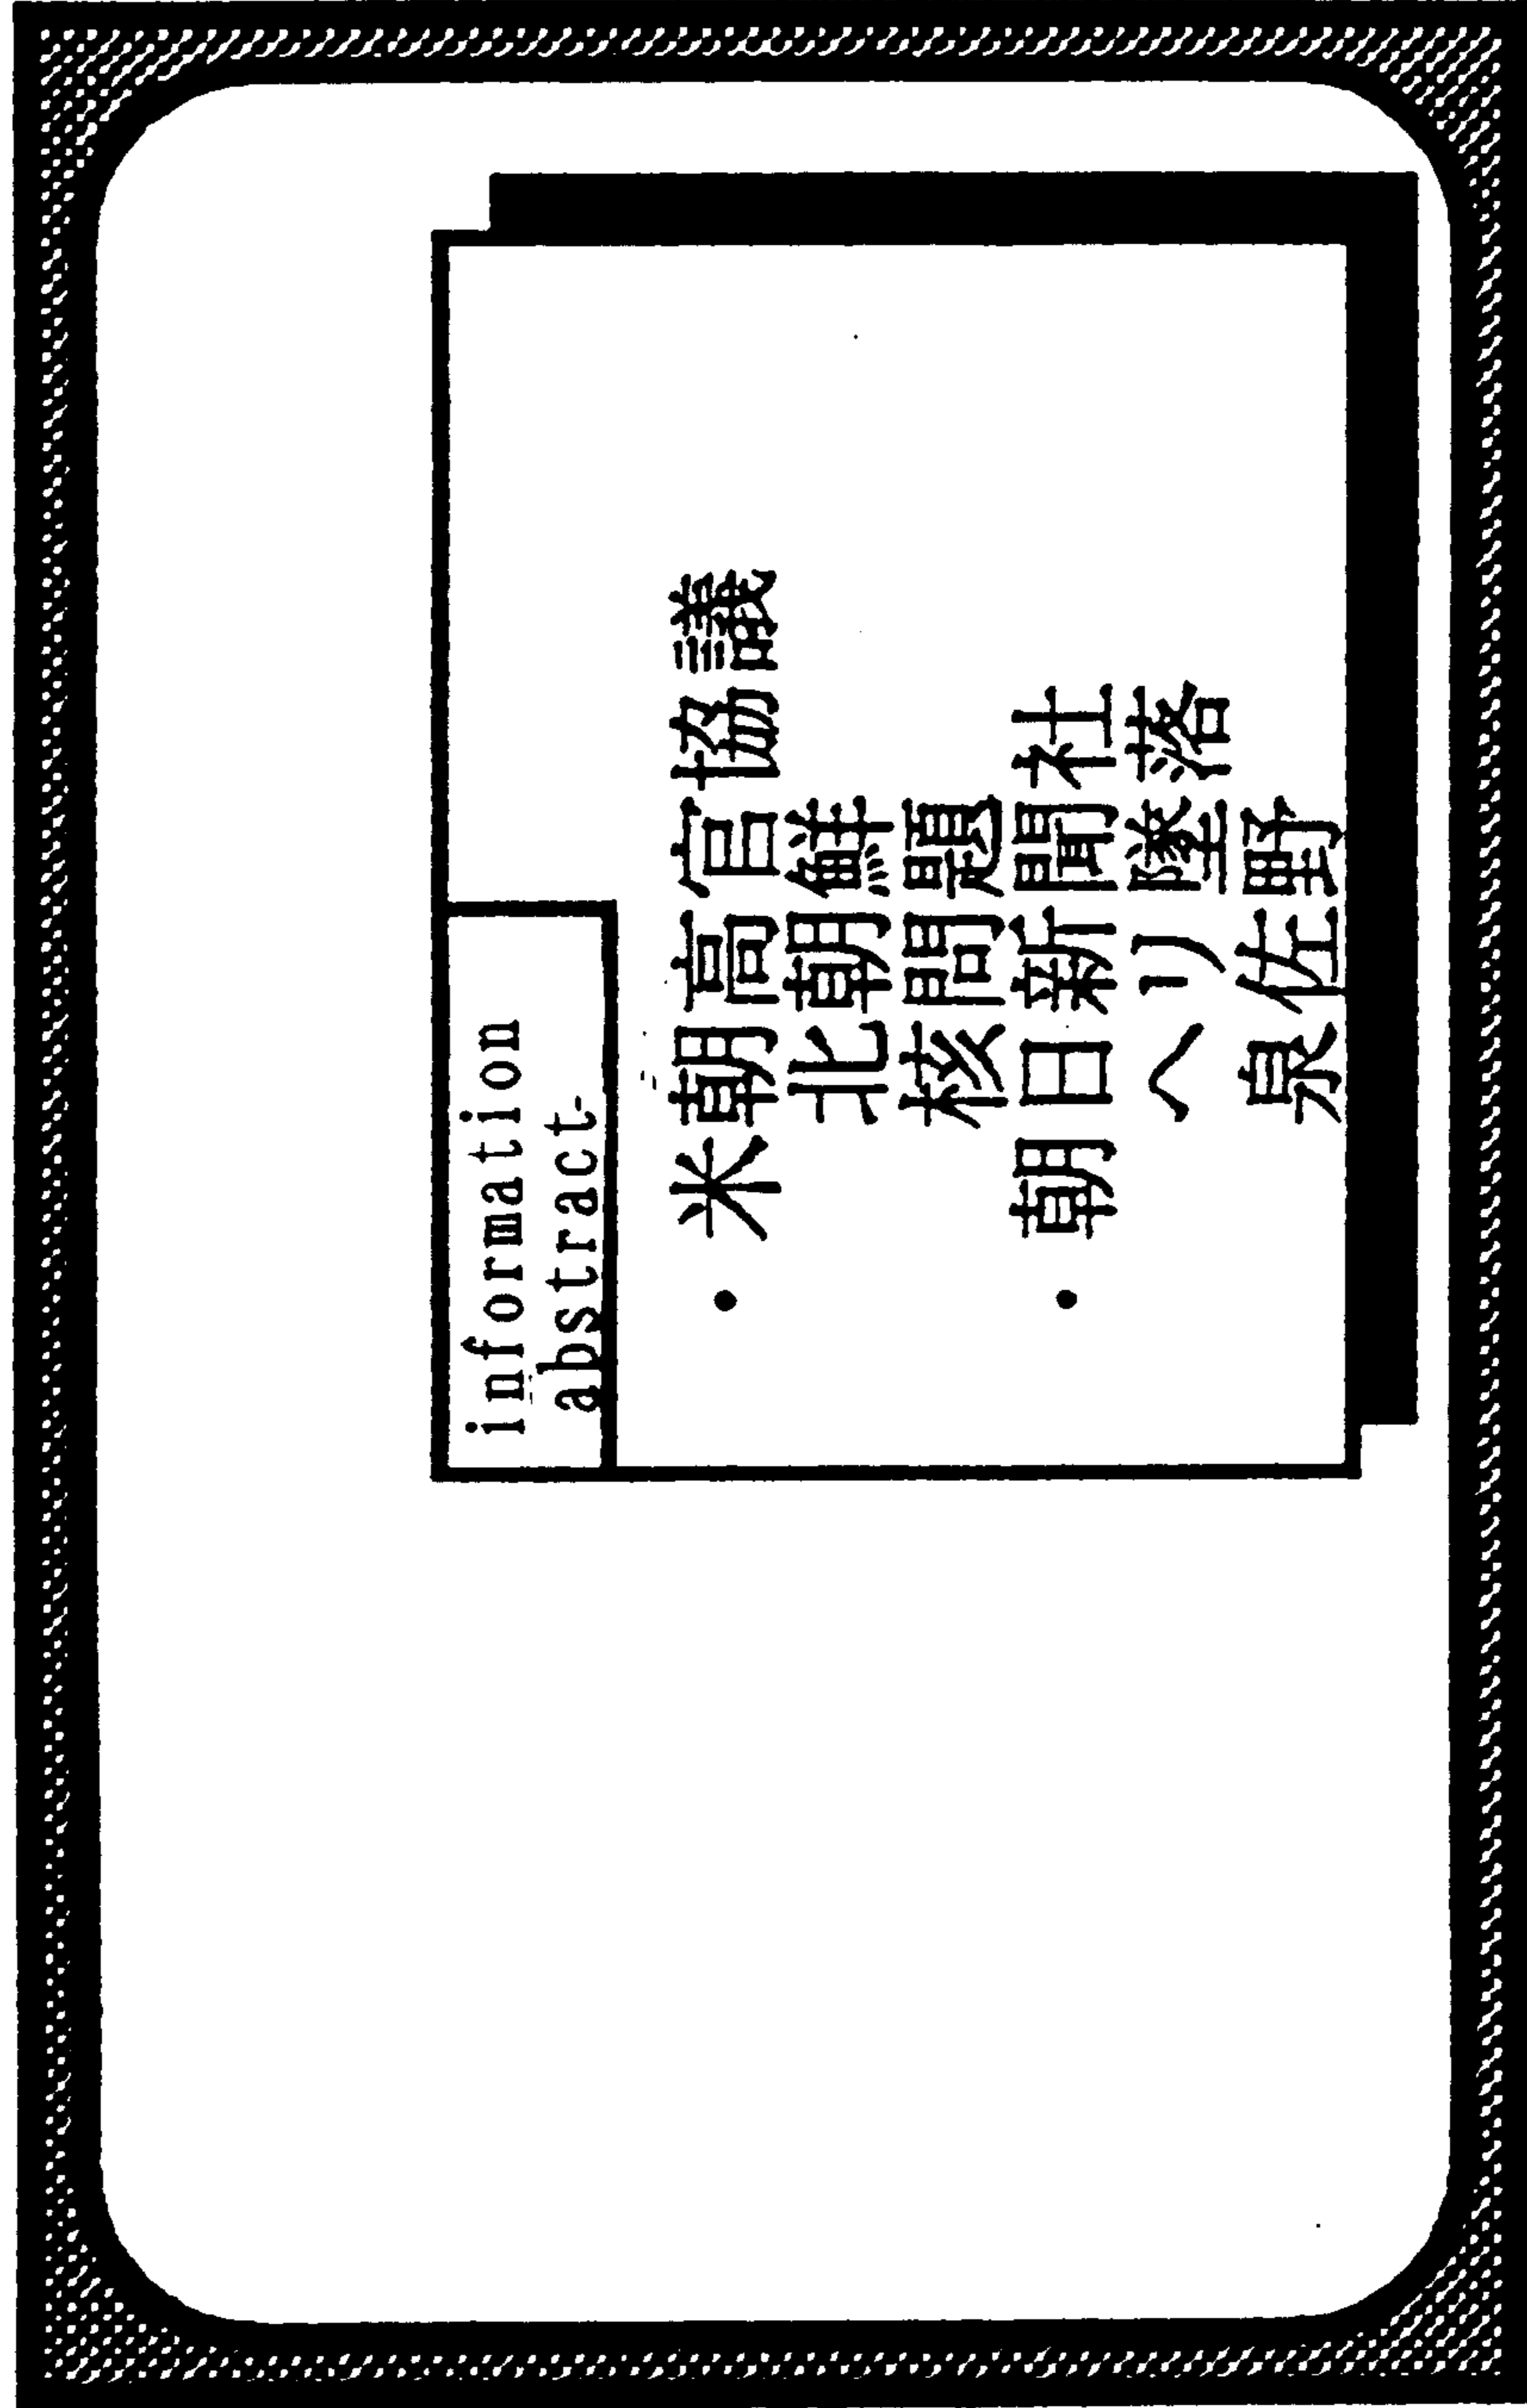 information
abstract
・米朝高官協議
北朝鮮
核問題
・朝日新聞社
ヘリ墜落
泉佐野